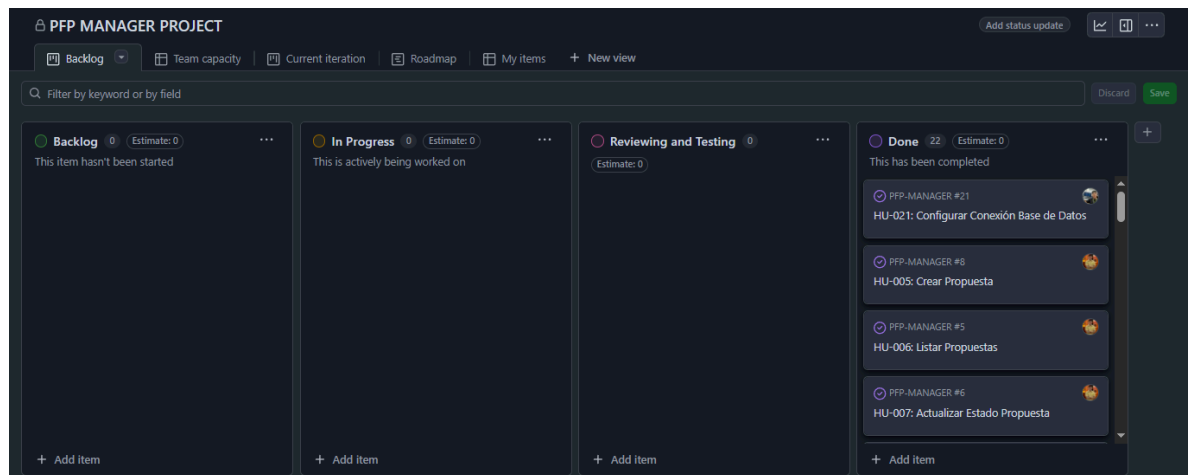 PFP MANAGER PROJECT
Add status update
Backlog
Team capacity
Current iteration
Roadmap
My items
+ New view
Filter by keyword or by field
Discard
Save
Backlog 0 Estimate: 0
This item hasn't been started
+ Add item
In Progress 0 Estimate: 0
This is actively being worked on
+ Add item
Reviewing and Testing 0
Estimate: 0
+ Add item
Done 22 Estimate: 0
This has been completed
PFP-MANAGER #21
HU-021: Configurar Conexión Base de Datos
PFP-MANAGER #8
HU-005: Crear Propuesta
PFP-MANAGER #5
HU-006: Listar Propuestas
PFP-MANAGER #6
HU-007: Actualizar Estado Propuesta
+ Add item